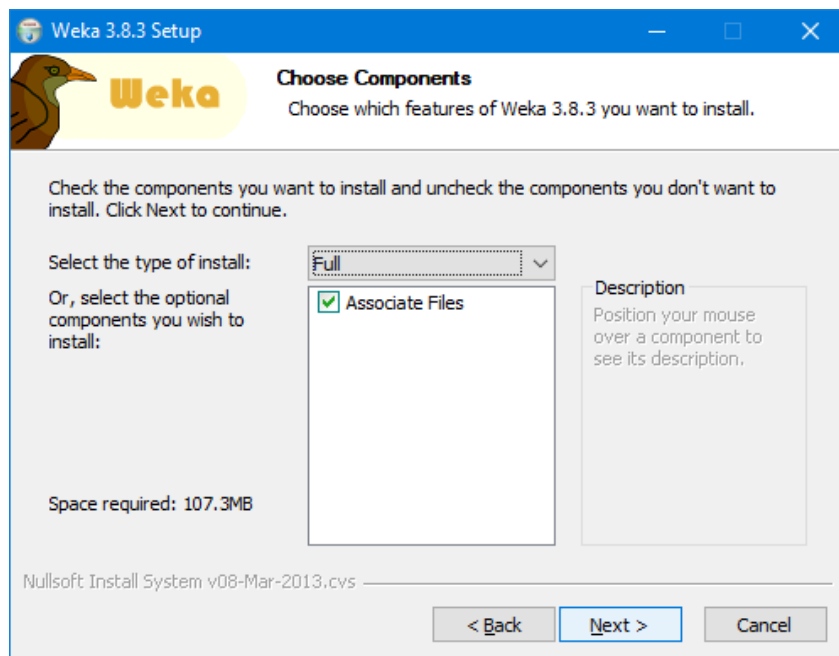 Weka 3.8.3 Setup
Weka
Choose Components
Choose which features of Weka 3.8.3 you want to install.
Check the components you want to install and uncheck the components you don't want to
install. Click Next to continue.
Select the type of install:
Full
Or, select the optional
components you wish to
install:
Associate Files
Description
Position your mouse
over a component to
see its description.
Space required: 107.3MB
Nullsoft Install System v08-Mar-2013.cvs
< Back
Next >
Cancel